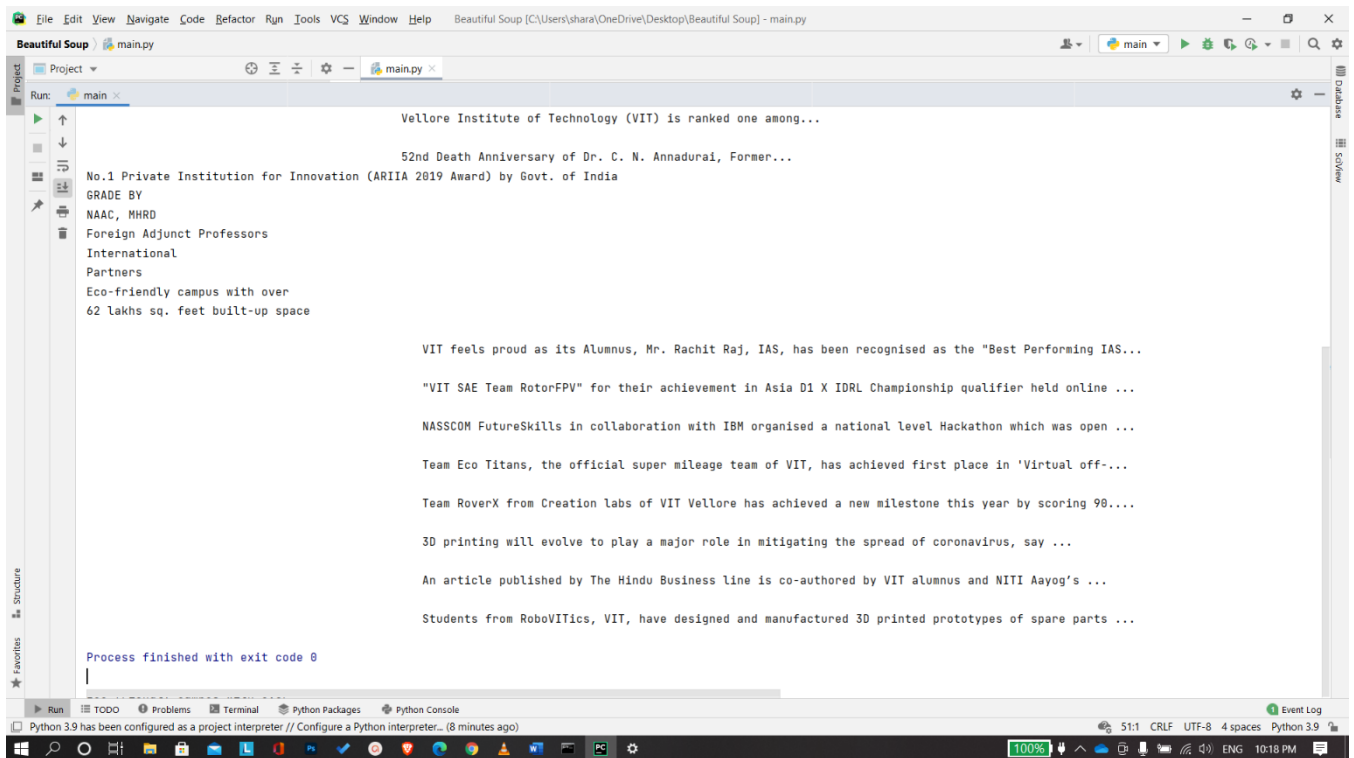 File Edit View Navigate Code Refactor Run Tools VCS Window Help Beautiful Soup [C:\Users\shara\OneDrive\Desktop\Beautiful Soup] - main.py
Beautiful Soup main.py main
Project main.py
Run: main
Vellore Institute of Technology (VIT) is ranked one among...
52nd Death Anniversary of Dr. C. N. Annadurai, Former...
No.1 Private Institution for Innovation (ARIIA 2019 Award) by Govt. of India
GRADE BY
NAAC, MHRD
Foreign Adjunct Professors
International
Partners
Eco-friendly campus with over
62 lakhs sq. feet built-up space
VIT feels proud as its Alumnus, Mr. Rachit Raj, IAS, has been recognised as the "Best Performing IAS...
"VIT SAE Team RotorFPV" for their achievement in Asia D1 X IDRL Championship qualifier held online ...
NASSCOM FutureSkills in collaboration with IBM organised a national level Hackathon which was open ...
Team Eco Titans, the official super mileage team of VIT, has achieved first place in 'Virtual off-...
Team RoverX from Creation labs of VIT Vellore has achieved a new milestone this year by scoring 90....
3D printing will evolve to play a major role in mitigating the spread of coronavirus, say ...
An article published by The Hindu Business line is co-authored by VIT alumnus and NITI Aayog's ...
Students from RoboVITics, VIT, have designed and manufactured 3D printed prototypes of spare parts ...
Process finished with exit code 0
Project
Structure
Favorites
Database
SciView
Run TODO Problems Terminal Python Packages Python Console 1 Event Log
Python 3.9 has been configured as a project interpreter // Configure a Python interpreter... (8 minutes ago) 51:1 CRLF UTF-8 4 spaces Python 3.9
100% ENG 10:18 PM